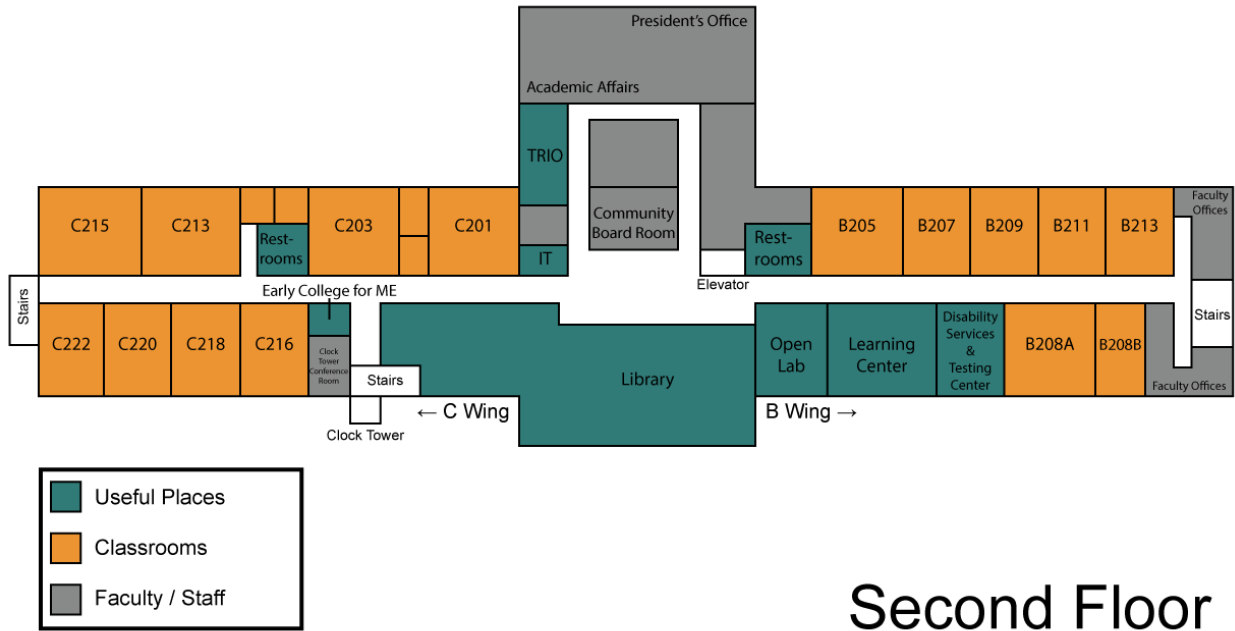 President's Office
Academic Affairs
TRIO
Community
Board Room
IT
C215
C213
Rest-
rooms
C203
C201
Elevator
Rest-
rooms
B205
B207
B209
B211
B213
Faculty
Offices
Stairs
Early College for ME
C222
C220
C218
C216
Clock
Tower
Conference
Room
Stairs
Library
Open
Lab
Learning
Center
Disability
Services
&
Testing
Center
B208A
B208B
Stairs
Faculty Offices
← C Wing
B Wing →
Clock Tower
Useful Places
Classrooms
Faculty / Staff
Second Floor